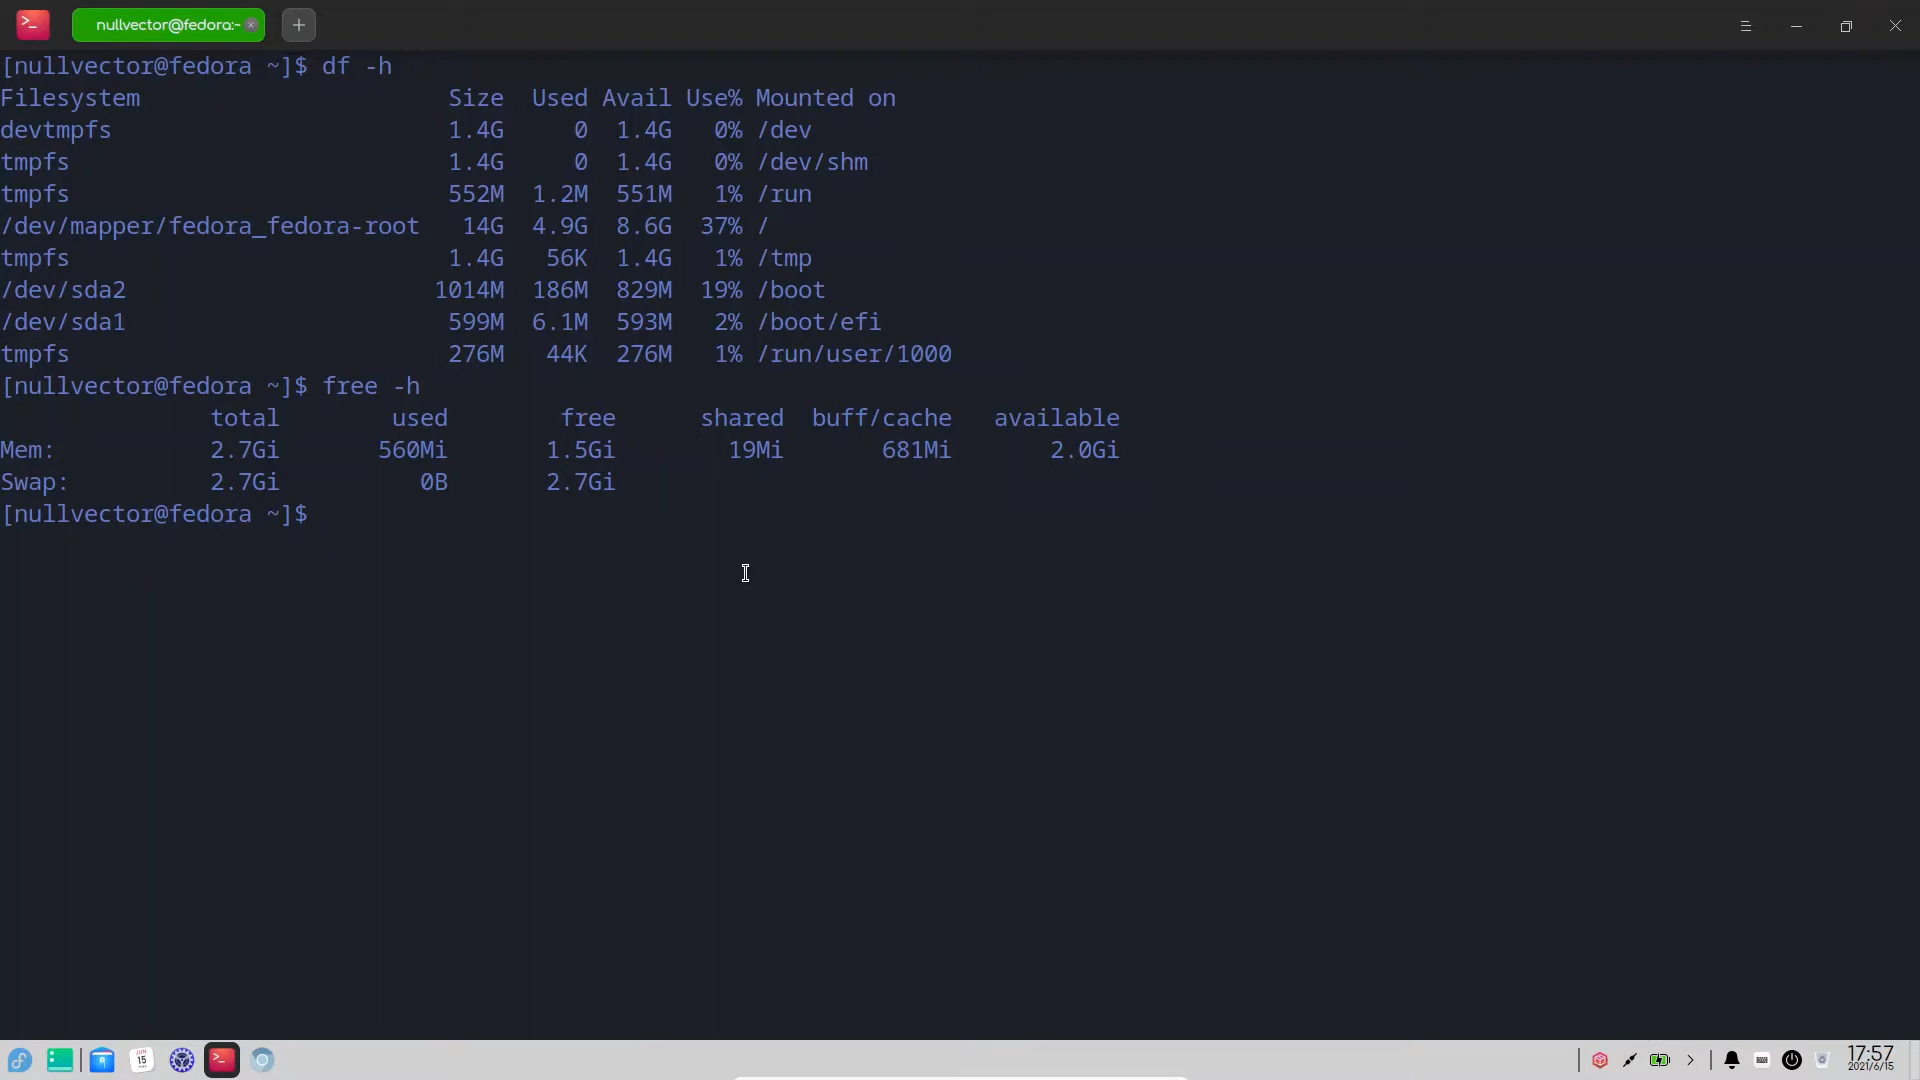 nullvector@fedora:~
[nullvector@fedora ~]$ df -h
Filesystem                      Size  Used Avail Use% Mounted on
devtmpfs                        1.4G     0  1.4G   0% /dev
tmpfs                           1.4G     0  1.4G   0% /dev/shm
tmpfs                           552M  1.2M  551M   1% /run
/dev/mapper/fedora_fedora-root   14G  4.9G  8.6G  37% /
tmpfs                           1.4G   56K  1.4G   1% /tmp
/dev/sda2                      1014M  186M  829M  19% /boot
/dev/sda1                       599M  6.1M  593M   2% /boot/efi
tmpfs                           276M   44K  276M   1% /run/user/1000
[nullvector@fedora ~]$ free -h
               total        used        free      shared  buff/cache   available
Mem:           2.7Gi       560Mi       1.5Gi        19Mi       681Mi       2.0Gi
Swap:          2.7Gi          0B       2.7Gi
[nullvector@fedora ~]$
JUN
15
17:57
2021/6/15